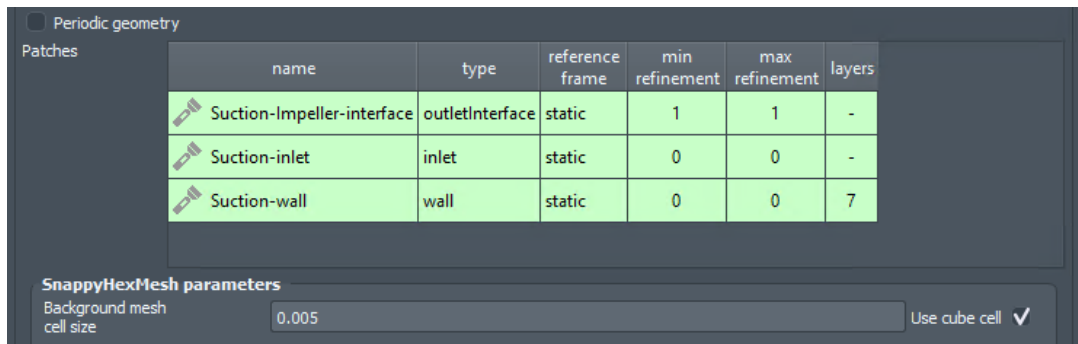 Periodic geometry
Patches
name type reference frame min refinement max refinement layers
Suction-Impeller-interface outletInterface static 1 1 -
Suction-inlet inlet static 0 0 -
Suction-wall wall static 0 0 7
SnappyHexMesh parameters
Background mesh
cell size 0.005 Use cube cell